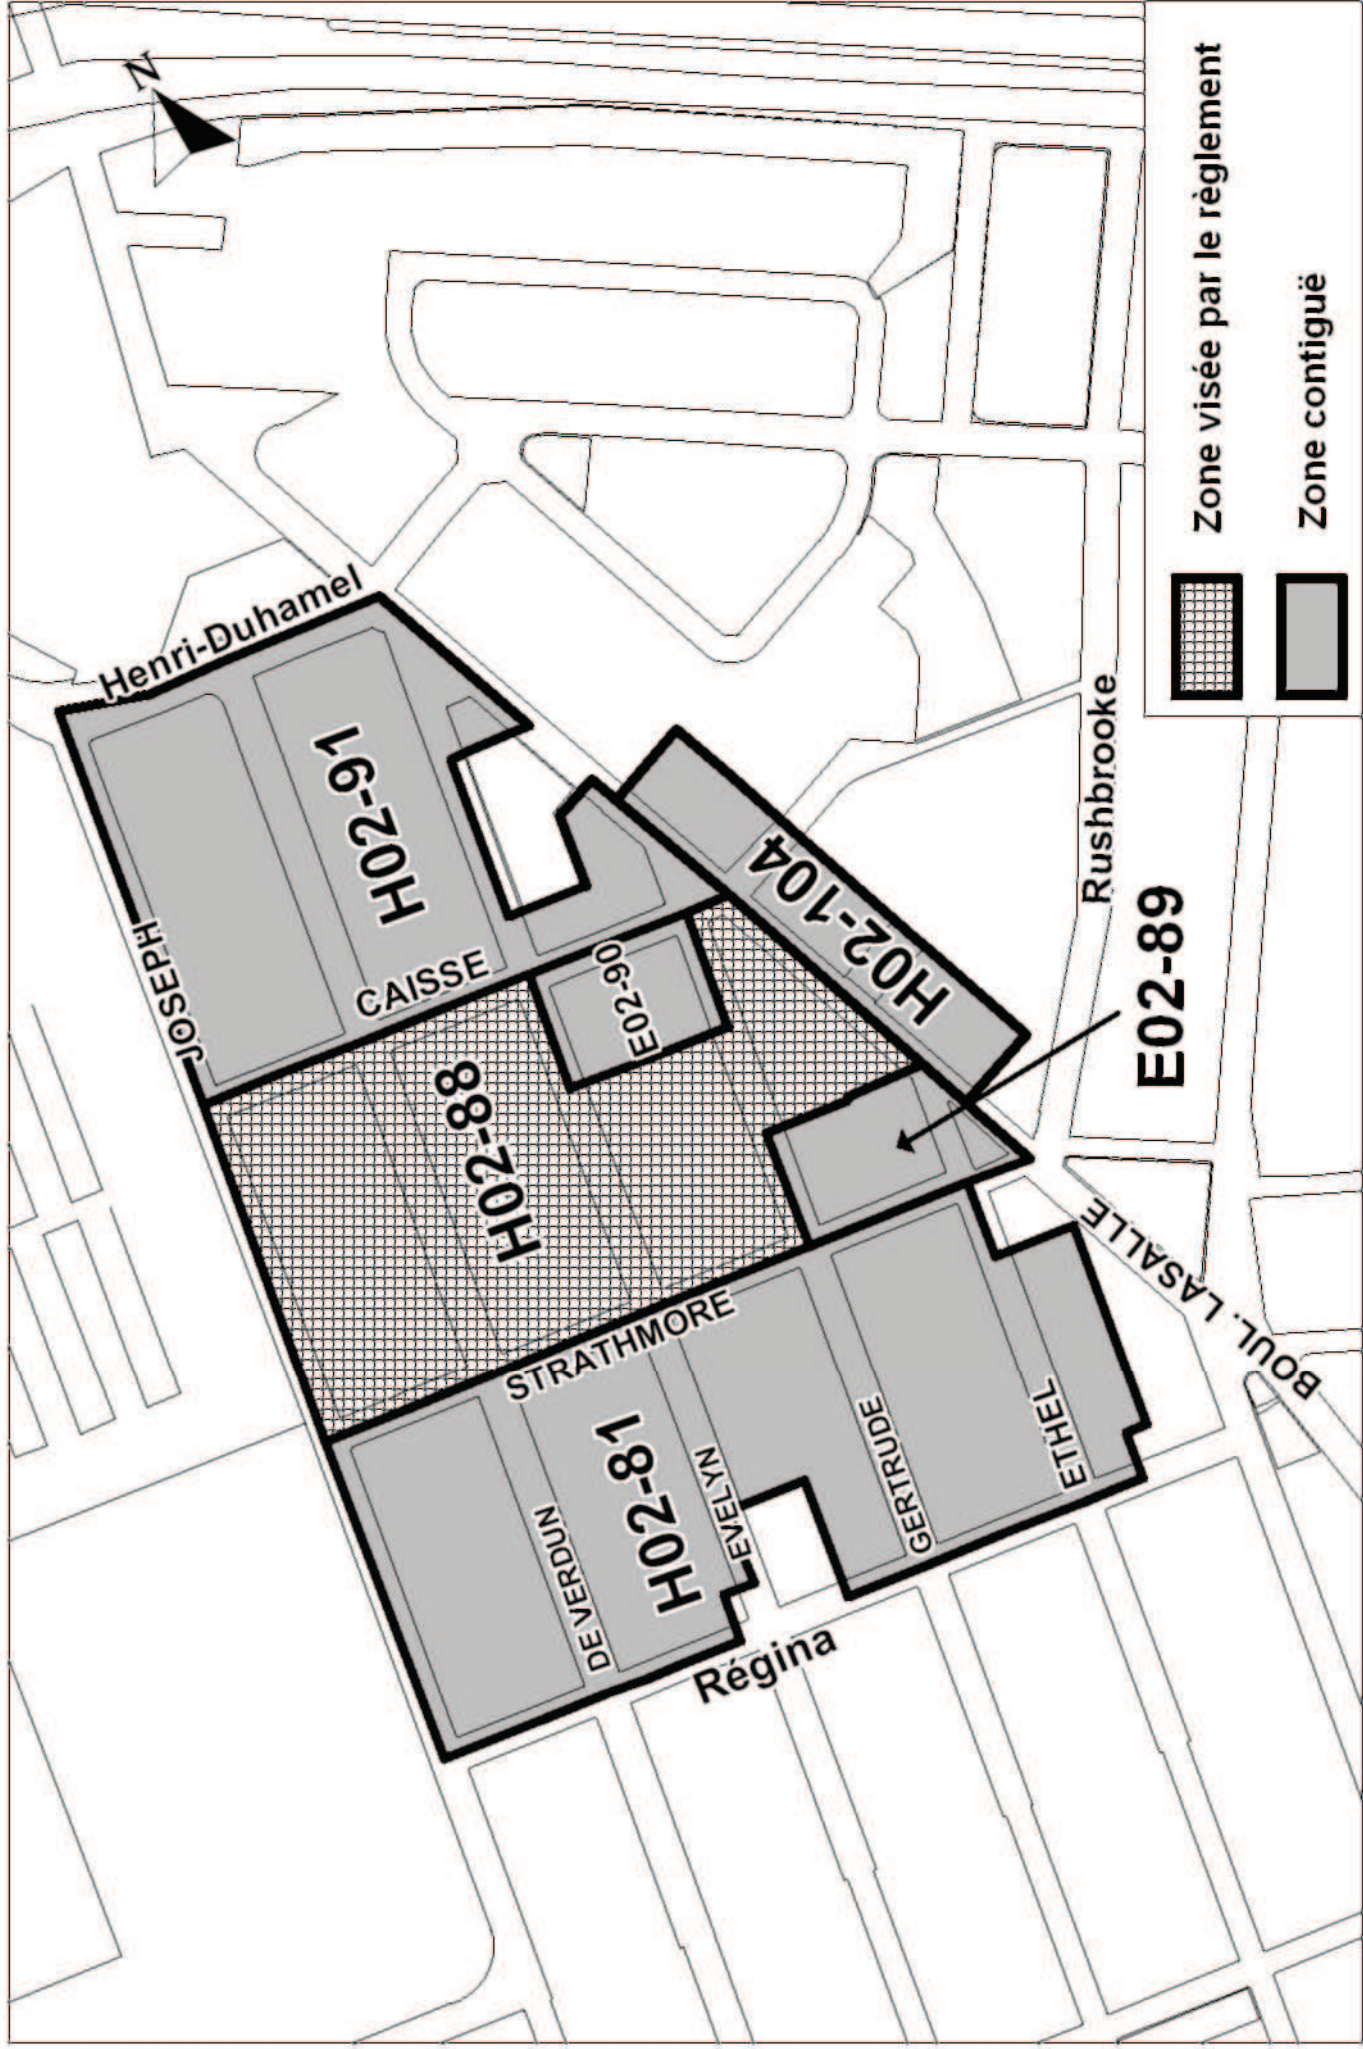 N
Henri-Duhamel
JOSEPH
H02-91
CAISSE
E02-90
H02-88
H02-104
Rushbrooke
E02-89
STRATHMORE
H02-81
DE VERDUN
EVELYN
GERTRUDE
ETHEL
BOUL. LASALLE
Régina
Zone visée par le règlement
Zone contiguë